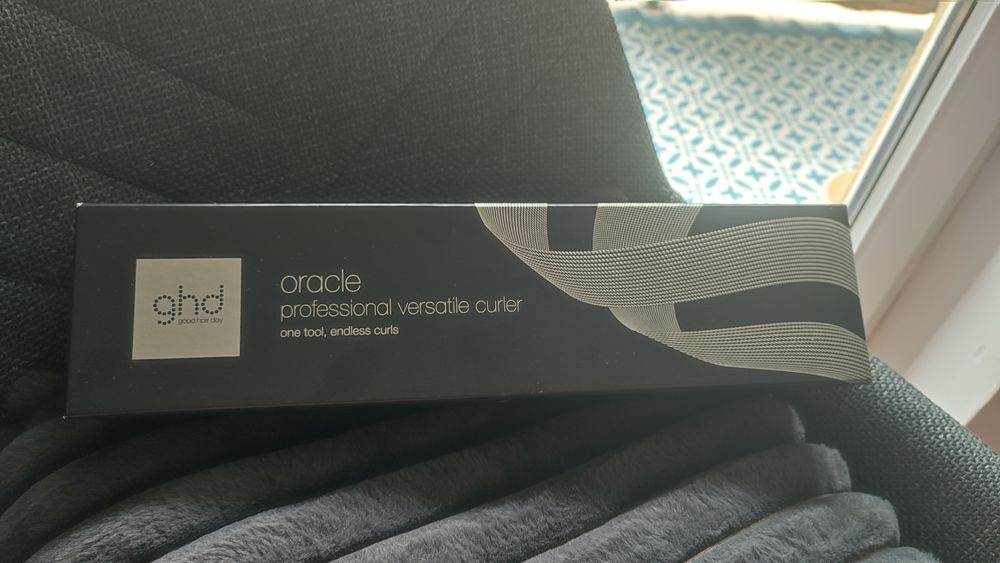 ghd
good hair day
oracle
professional versatile curler
one tool, endless curls